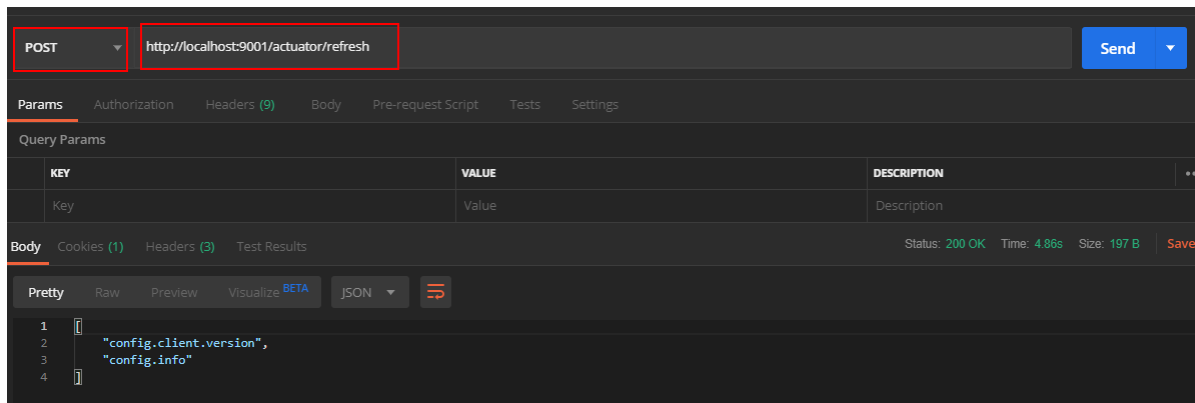 POST http://localhost:9001/actuator/refresh Send
Params Authorization Headers (9) Body Pre-request Script Tests Settings
Query Params
KEY VALUE DESCRIPTION
Key Value Description
Body Cookies (1) Headers (3) Test Results Status: 200 OK Time: 4.86s Size: 197 B Save
Pretty Raw Preview Visualize BETA JSON
1 [
2 "config.client.version",
3 "config.info"
4 ]